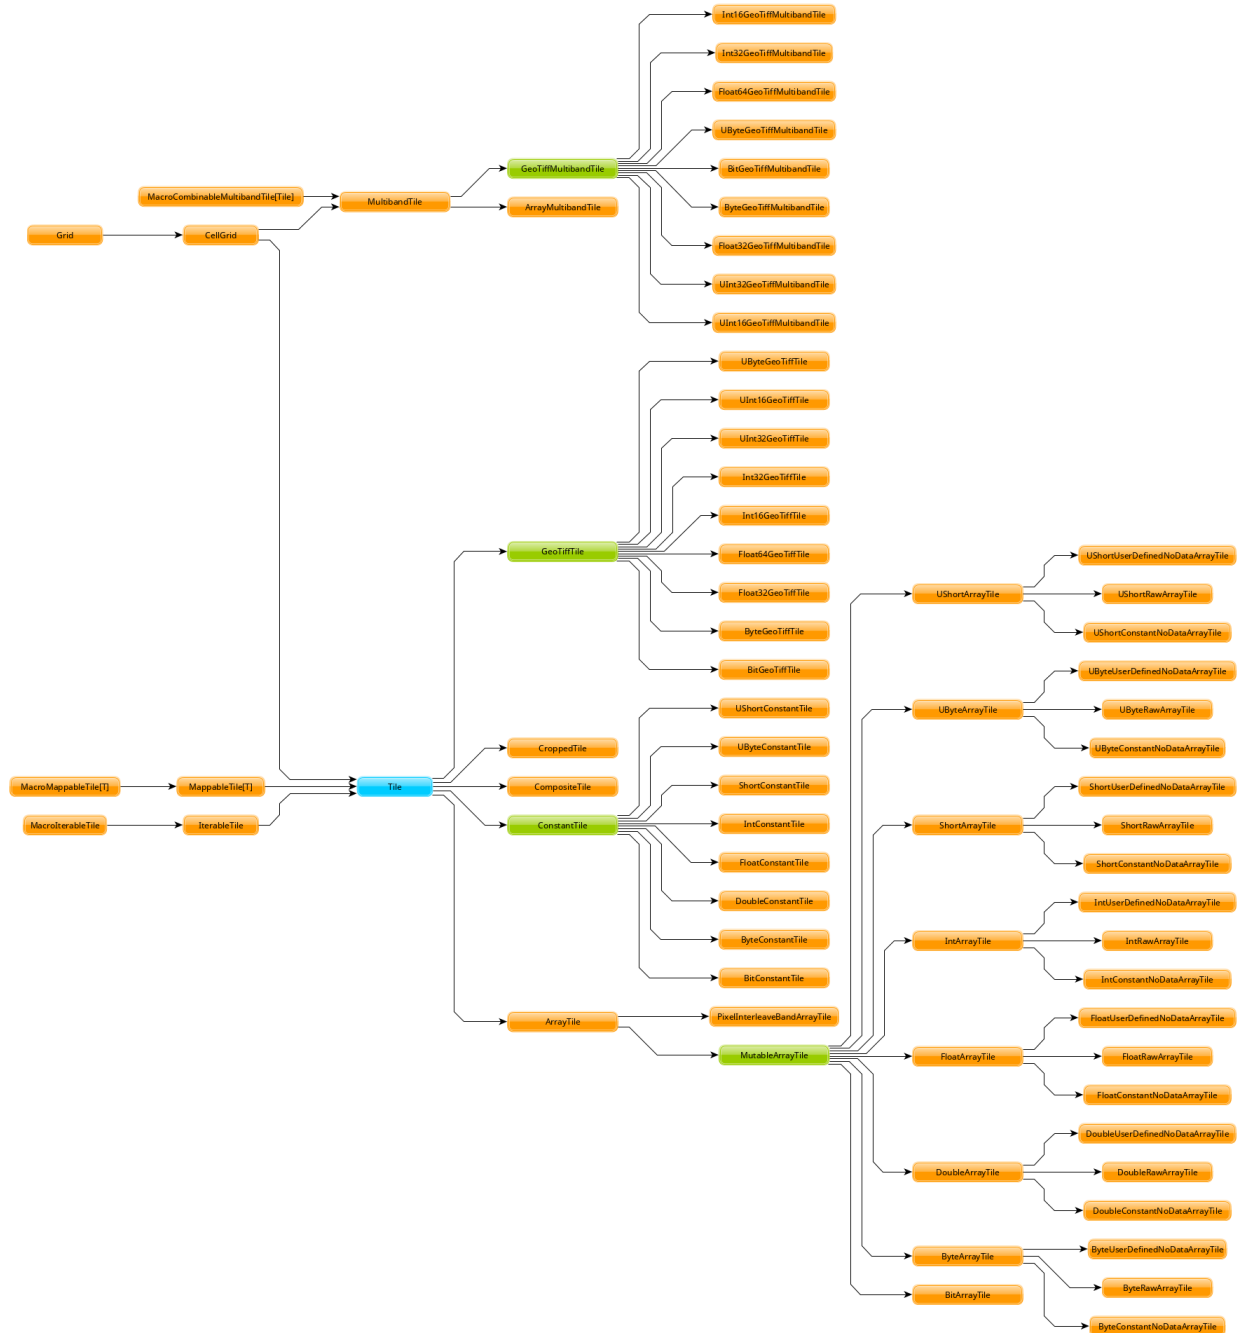 Int16GeoTiffMultibandTile
Int32GeoTiffMultibandTile
Float64GeoTiffMultibandTile
UByteGeoTiffMultibandTile
GeoTiffMultibandTile
BitGeoTiffMultibandTile
MacroCombinableMultibandTile[Tile]
MultibandTile
ArrayMultibandTile
ByteGeoTiffMultibandTile
Grid
CellGrid
Float32GeoTiffMultibandTile
UInt32GeoTiffMultibandTile
UInt16GeoTiffMultibandTile
UByteGeoTiffTile
UInt16GeoTiffTile
UInt32GeoTiffTile
Int32GeoTiffTile
Int16GeoTiffTile
GeoTiffTile
Float64GeoTiffTile
UShortUserDefinedNoDataArrayTile
Float32GeoTiffTile
UShortArrayTile
UShortRawArrayTile
ByteGeoTiffTile
UShortConstantNoDataArrayTile
BitGeoTiffTile
UByteUserDefinedNoDataArrayTile
UShortConstantTile
UByteArrayTile
UByteRawArrayTile
CroppedTile
UByteConstantTile
UByteConstantNoDataArrayTile
MacroMappableTile[T]
MappableTile[T]
Tile
CompositeTile
ShortConstantTile
ShortUserDefinedNoDataArrayTile
MacroIterableTile
IterableTile
ConstantTile
IntConstantTile
ShortArrayTile
ShortRawArrayTile
FloatConstantTile
ShortConstantNoDataArrayTile
DoubleConstantTile
IntUserDefinedNoDataArrayTile
ByteConstantTile
IntArrayTile
IntRawArrayTile
BitConstantTile
IntConstantNoDataArrayTile
ArrayTile
PixelInterleaveBandArrayTile
FloatUserDefinedNoDataArrayTile
MutableArrayTile
FloatArrayTile
FloatRawArrayTile
FloatConstantNoDataArrayTile
DoubleUserDefinedNoDataArrayTile
DoubleArrayTile
DoubleRawArrayTile
DoubleConstantNoDataArrayTile
ByteArrayTile
ByteUserDefinedNoDataArrayTile
BitArrayTile
ByteRawArrayTile
ByteConstantNoDataArrayTile